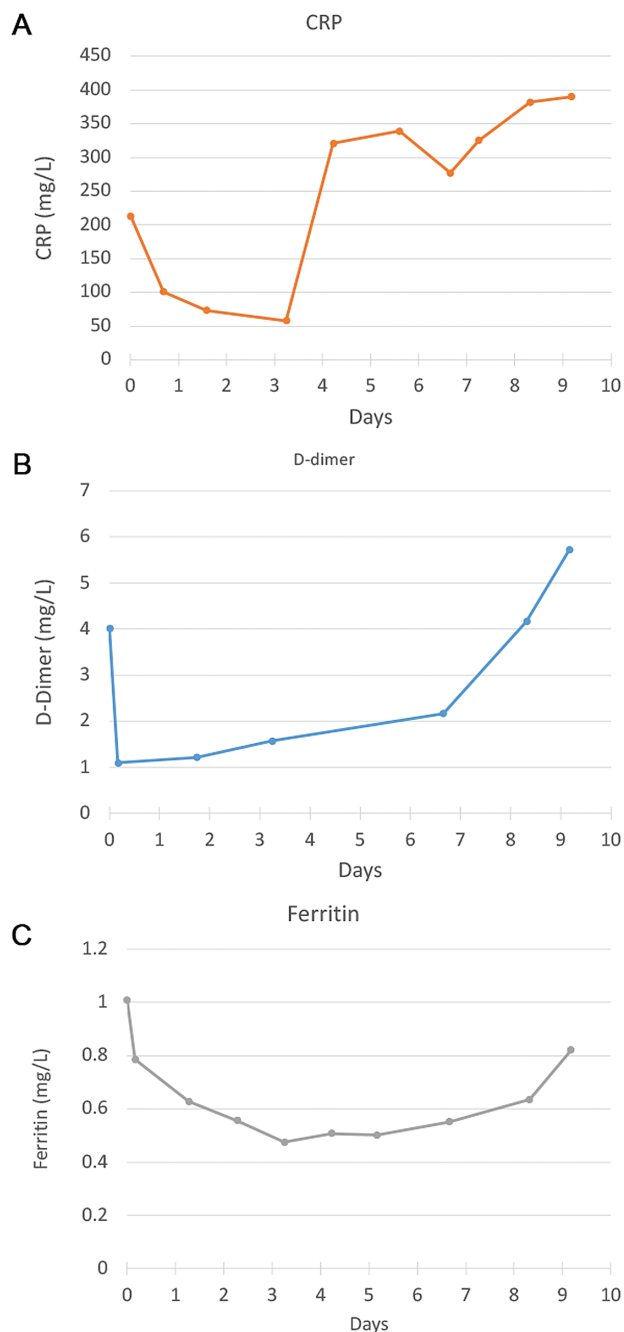 A
CRP
CRP (mg/L)
450
400
350
300
250
200
150
100
50
0
0 1 2 3 4 5 6 7 8 9 10
Days
B
D-dimer
D-Dimer (mg/L)
7
6
5
4
3
2
1
0
0 1 2 3 4 5 6 7 8 9 10
Days
C
Ferritin
Ferritin (mg/L)
1.2
1
0.8
0.6
0.4
0.2
0
0 1 2 3 4 5 6 7 8 9 10
Days